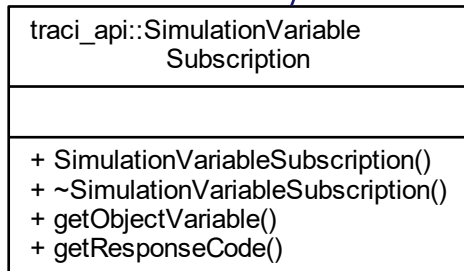 traci_api::SimulationVariable
Subscription
+ SimulationVariableSubscription()
+ ~SimulationVariableSubscription()
+ getObjectVariable()
+ getResponseCode()